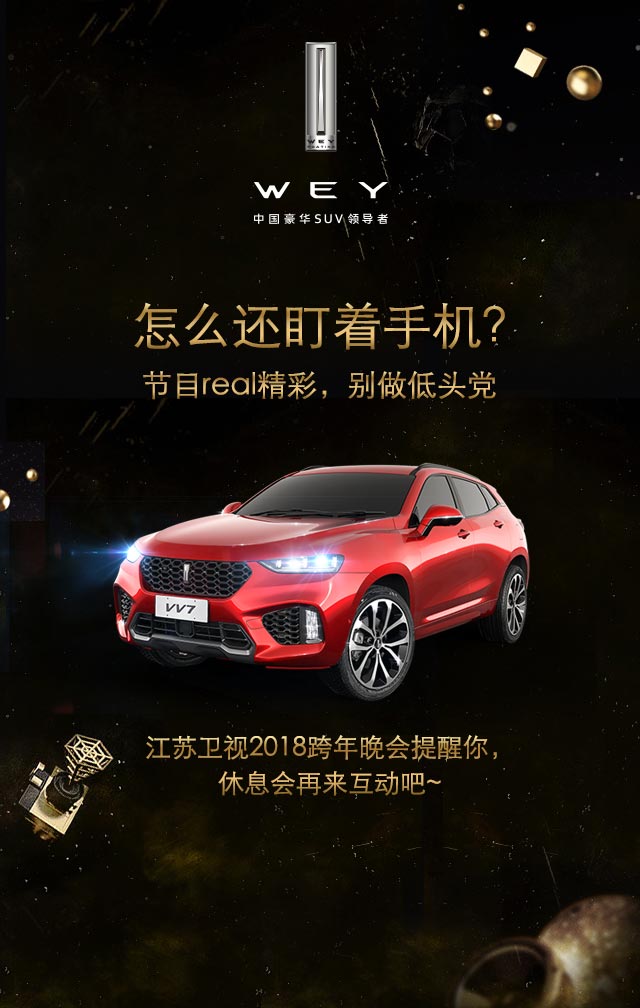 WEY
WEY
中国豪华SUV领导者
怎么还盯着手机?
节目real精彩，别做低头党
VV7
江苏卫视2018跨年晚会提醒你，
休息会再来互动吧~